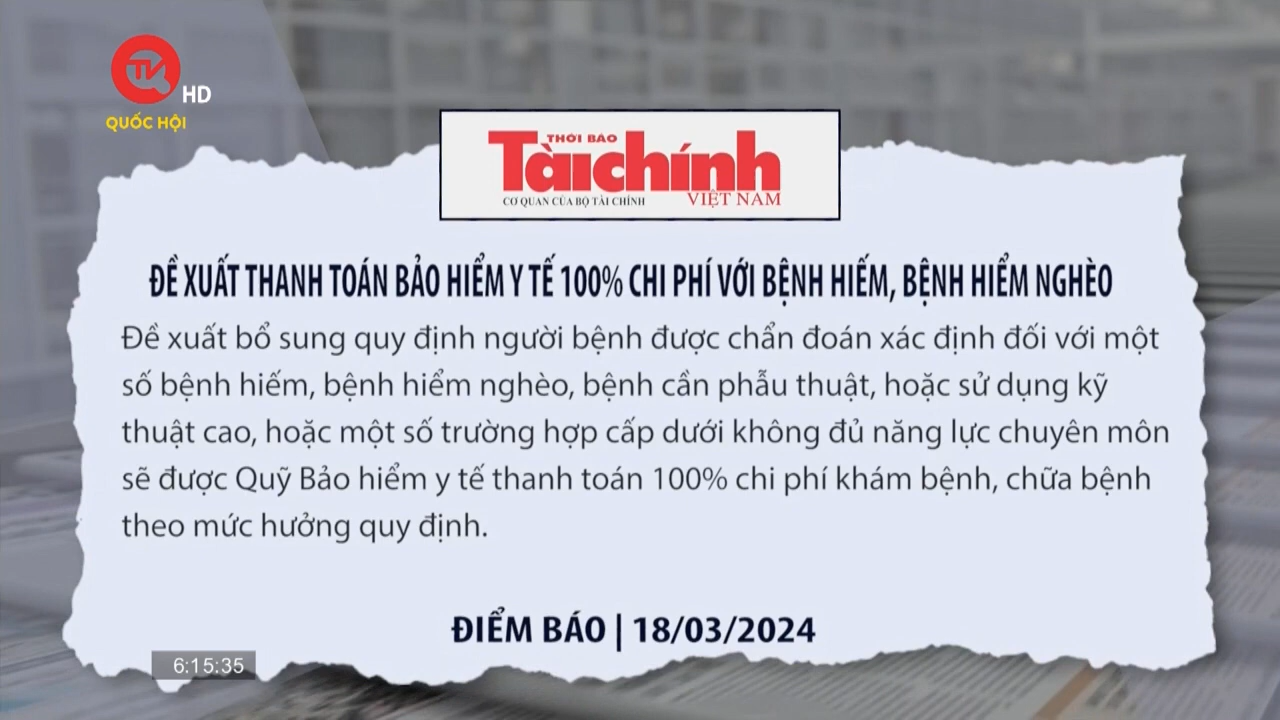 TV HD
QUỐC HỘI
THỜI BÁO
Tàichính
CƠ QUAN CỦA BỘ TÀI CHÍNH VIỆT NAM
ĐỀ XUẤT THANH TOÁN BẢO HIỂM Y TẾ 100% CHI PHÍ VỚI BỆNH HIẾM, BỆNH HIỂM NGHÈO
Đề xuất bổ sung quy định người bệnh được chẩn đoán xác định đối với một
số bệnh hiếm, bệnh hiểm nghèo, bệnh cần phẫu thuật, hoặc sử dụng kỹ
thuật cao, hoặc một số trường hợp cấp dưới không đủ năng lực chuyên môn
sẽ được Quỹ Bảo hiểm y tế thanh toán 100% chi phí khám bệnh, chữa bệnh
theo mức hưởng quy định.
ĐIỂM BÁO | 18/03/2024
6:15:35